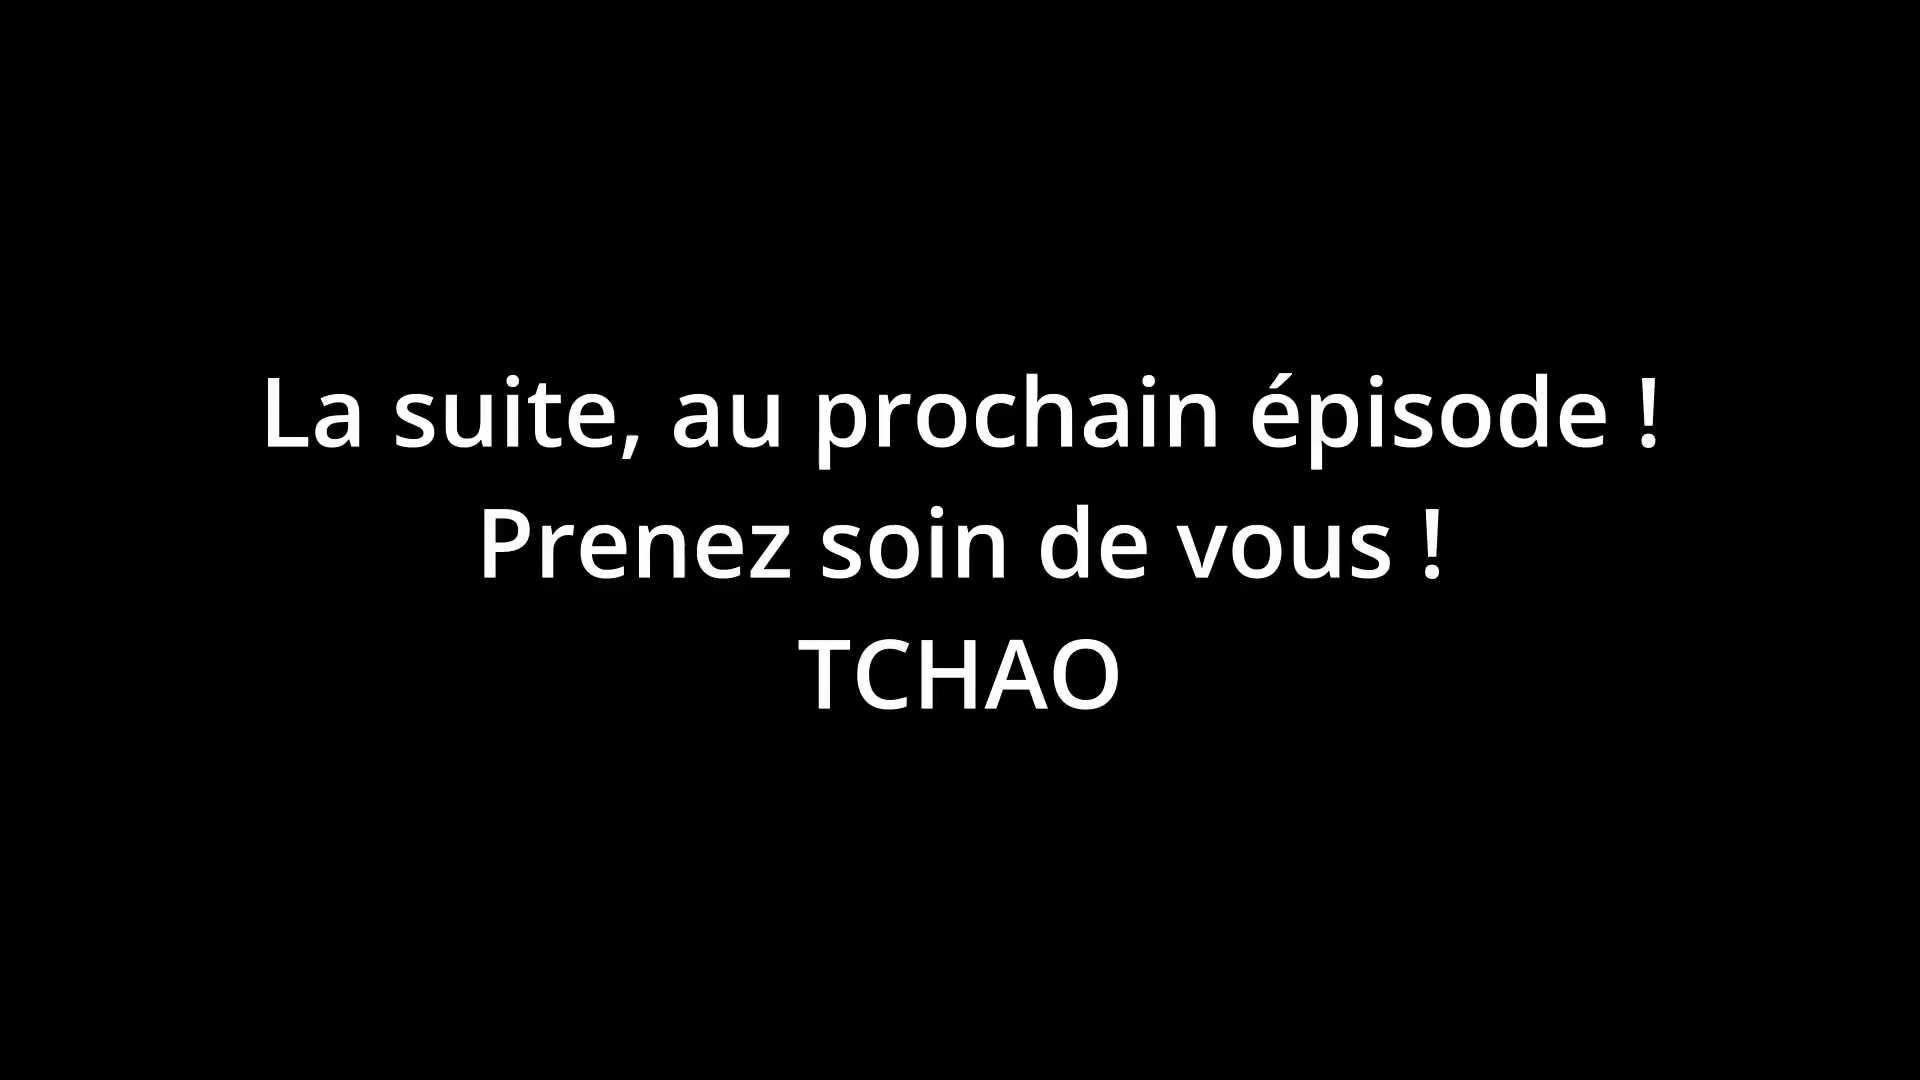 La suite, au prochain épisode !
Prenez soin de vous !
TCHAO